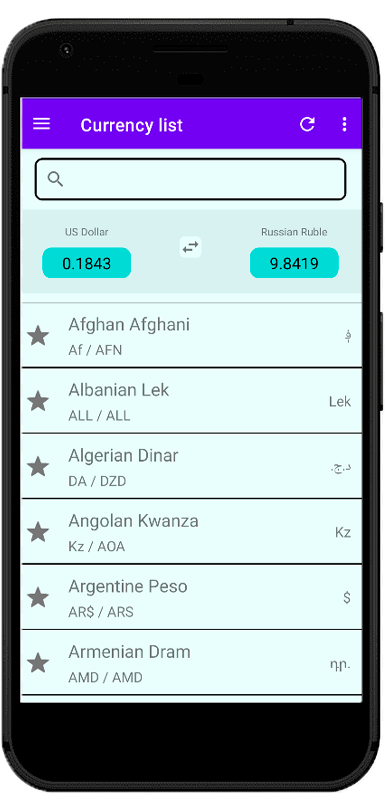 Currency list
US Dollar
Russian Ruble
0.1843
9.8419
Afghan Afghani
؋
Af / AFN
Albanian Lek
Lek
ALL / ALL
Algerian Dinar
د.ج.
DA / DZD
Angolan Kwanza
Kz
Kz / AOA
Argentine Peso
$
AR$ / ARS
Armenian Dram
դր.
AMD / AMD